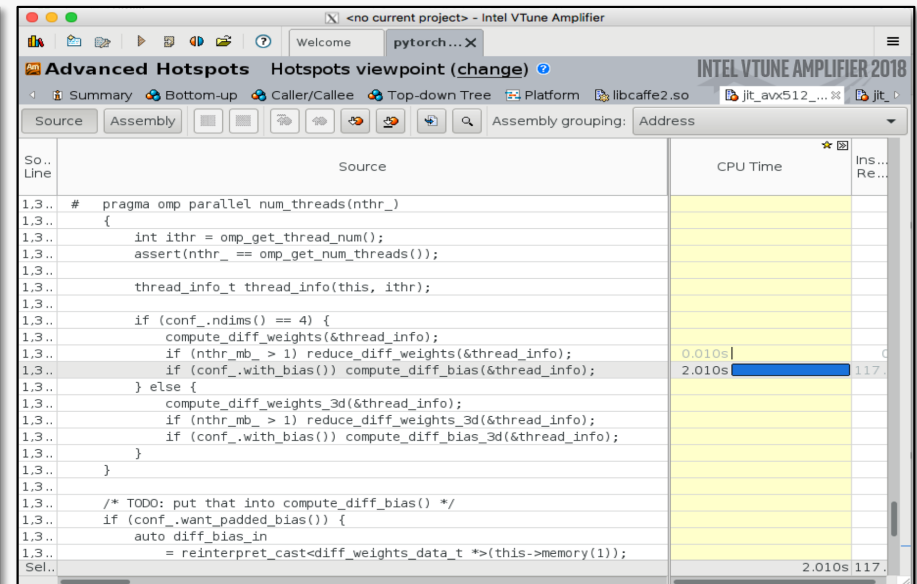 <no current project> - Intel VTune Amplifier
Welcome pytorch...
Advanced Hotspots Hotspots viewpoint (change) INTEL VTUNE AMPLIFIER 2018
Summary Bottom-up Caller/Callee Top-down Tree Platform libcaffe2.so jit_avx512_... jit_
Source Assembly Assembly grouping: Address
So.. Line Source CPU Time Ins... Re...
1,3.. # pragma omp parallel num_threads(nthr_)
1,3.. {
1,3.. int ithr = omp_get_thread_num();
1,3.. assert(nthr_ == omp_get_num_threads());
1,3..
1,3.. thread_info_t thread_info(this, ithr);
1,3..
1,3.. if (conf_.ndims() == 4) {
1,3.. compute_diff_weights(&thread_info);
1,3.. if (nthr_mb_ > 1) reduce_diff_weights(&thread_info); 0.010s
1,3.. if (conf_.with_bias()) compute_diff_bias(&thread_info); 2.010s 117.
1,3.. } else {
1,3.. compute_diff_weights_3d(&thread_info);
1,3.. if (nthr_mb_ > 1) reduce_diff_weights_3d(&thread_info);
1,3.. if (conf_.with_bias()) compute_diff_bias_3d(&thread_info);
1,3.. }
1,3.. }
1,3..
1,3.. /* TODO: put that into compute_diff_bias() */
1,3.. if (conf_.want_padded_bias()) {
1,3.. auto diff_bias_in
1,3.. = reinterpret_cast<diff_weights_data_t *>(this->memory(1));
Sel.. 2.010s 117.